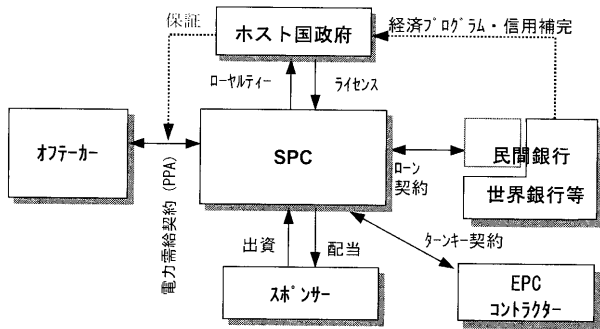 保証
ホスト国政府
経済ﾌﾟﾛｸﾞﾗﾑ・信用補完
ﾛｰﾔﾙﾃｨｰ
ﾗｲｾﾝｽ
ｵﾌﾃｰｶｰ
SPC
民間銀行
世界銀行等
ﾛｰﾝ
契約
電力需給契約 (PPA)
出資
配当
ﾀｰﾝｷｰ契約
ｽﾎﾟﾝｻｰ
EPC
ｺﾝﾄﾗｸﾀｰ